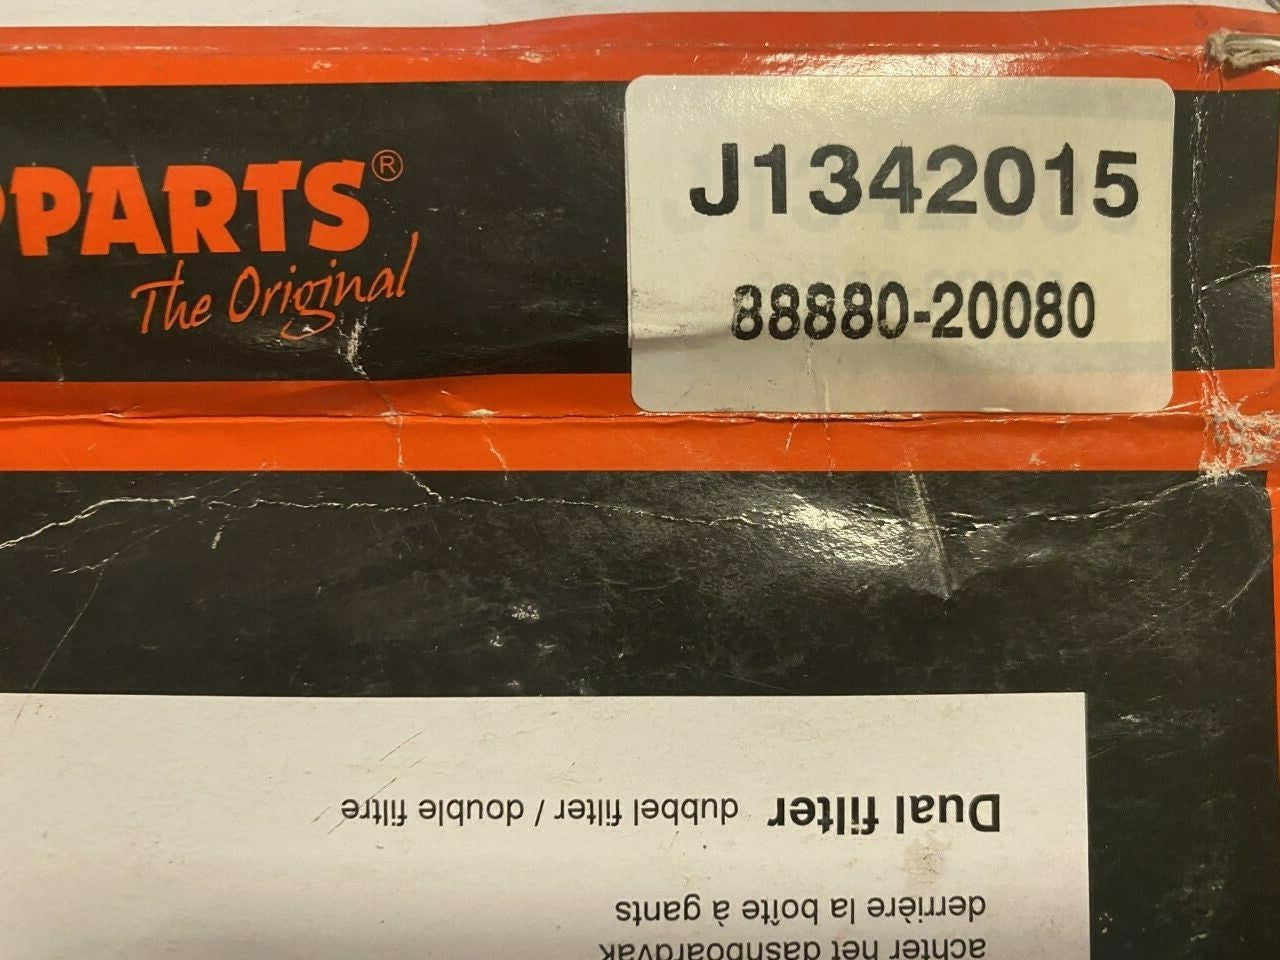 PARTS®
The Original
J1342015
88880-20080
Dual filter dubbel filter / double filtre
derrière la boîte à gants
achter het dashboardvak